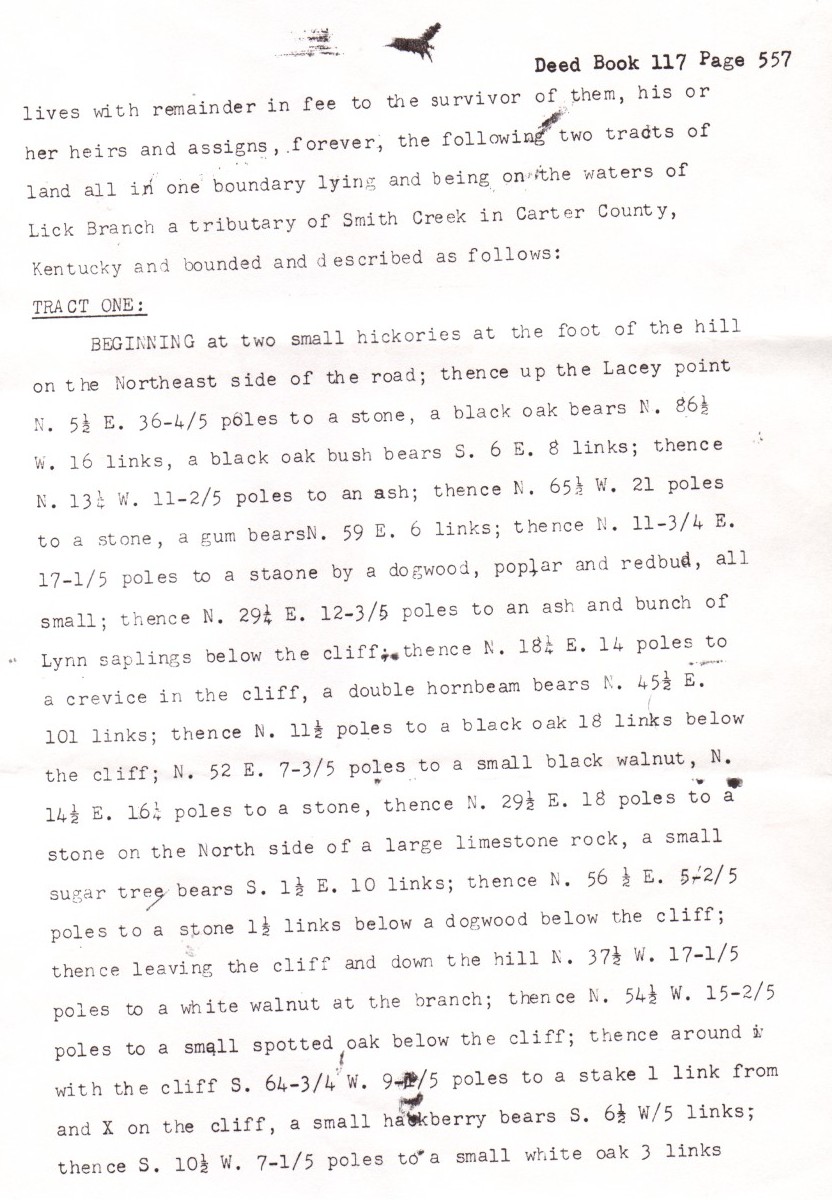 Deed Book 117 Page 557
lives with remainder in fee to the survivor of them, his or
her heirs and assigns, forever, the following two tracts of
land all in one boundary lying and being on the waters of
Lick Branch a tributary of Smith Creek in Carter County,
Kentucky and bounded and described as follows:
TRACT ONE:
BEGINNING at two small hickories at the foot of the hill
on the Northeast side of the road; thence up the Lacey point
N. 5½ E. 36-4/5 poles to a stone, a black oak bears N. 86½
W. 16 links, a black oak bush bears S. 6 E. 8 links; thence
N. 13¼ W. 11-2/5 poles to an ash; thence N. 65½ W. 21 poles
to a stone, a gum bearsN. 59 E. 6 links; thence N. 11-3/4 E.
17-1/5 poles to a staone by a dogwood, poplar and redbud, all
small; thence N. 29¼ E. 12-3/5 poles to an ash and bunch of
Lynn saplings below the cliff; thence N. 18¼ E. 14 poles to
a crevice in the cliff, a double hornbeam bears N. 45½ E.
101 links; thence N. 11½ poles to a black oak 18 links below
the cliff; N. 52 E. 7-3/5 poles to a small black walnut, N.
14½ E. 16¼ poles to a stone, thence N. 29½ E. 18 poles to a
stone on the North side of a large limestone rock, a small
sugar tree bears S. 1½ E. 10 links; thence N. 56 ½ E. 5-2/5
poles to a stone 1½ links below a dogwood below the cliff;
thence leaving the cliff and down the hill N. 37½ W. 17-1/5
poles to a white walnut at the branch; thence N. 54½ W. 15-2/5
poles to a small spotted oak below the cliff; thence around
with the cliff S. 64-3/4 W. poles to a stake 1 link from
and X on the cliff, a small hackberry bears S. 6½ W/5 links;
thence S. 10½ W. 7-1/5 poles to a small white oak 3 links